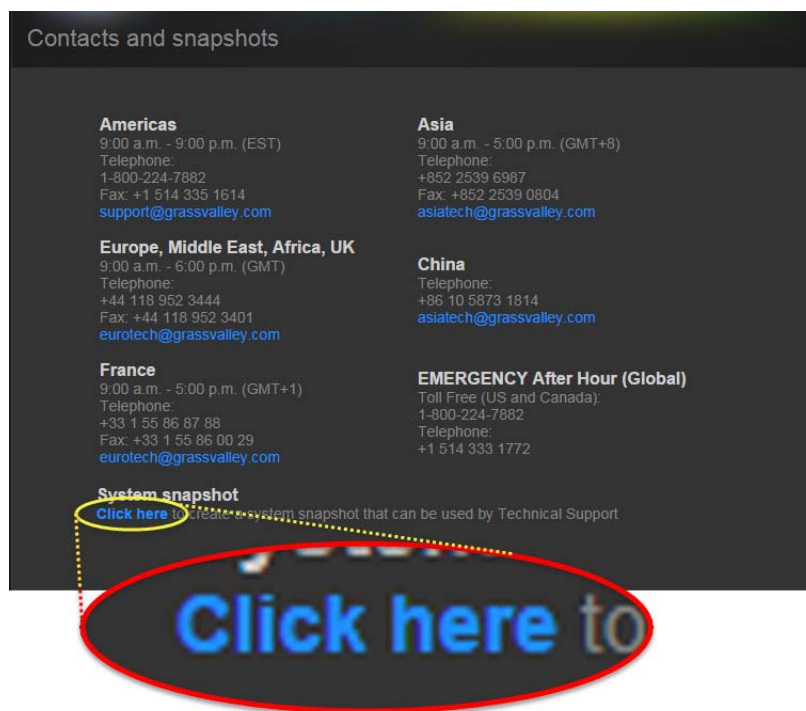 Contacts and snapshots
Americas
9:00 a.m. - 9:00 p.m. (EST)
Telephone:
1-800-224-7882
Fax: +1 514 335 1614
support@grassvalley.com
Europe, Middle East, Africa, UK
9:00 a.m. - 6:00 p.m. (GMT)
Telephone:
+44 118 952 3444
Fax: +44 118 952 3401
eurotech@grassvalley.com
France
9:00 a.m. - 5:00 p.m. (GMT+1)
Telephone:
+33 1 55 86 87 88
Fax: +33 1 55 86 00 29
eurotech@grassvalley.com
Asia
9:00 a.m. - 5:00 p.m. (GMT+8)
Telephone:
+852 2539 6987
Fax: +852 2539 0804
asiatech@grassvalley.com
China
Telephone:
+86 10 5873 1814
asiatech@grassvalley.com
EMERGENCY After Hour (Global)
Toll Free (US and Canada):
1-800-224-7882
Telephone:
+1 514 333 1772
System snapshot
Click here to create a system snapshot that can be used by Technical Support
Click here to